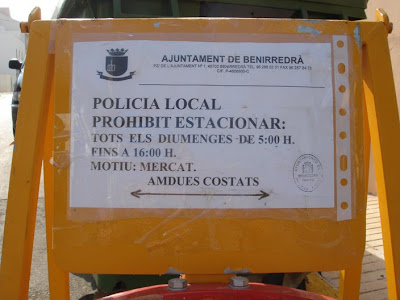 AJUNTAMENT DE BENIRREDRÀ
POLICIA LOCAL
PROHIBIT ESTACIONAR:
TOTS ELS DIUMENGES DE 5:00 H.
FINS A 16:00 H.
MOTIU: MERCAT.
AMDUES COSTATS